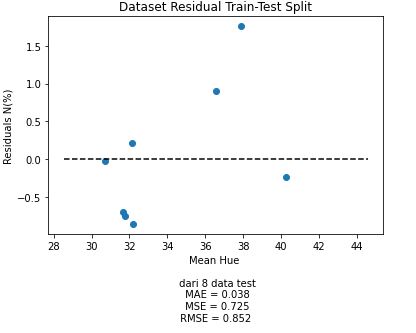 Dataset Residual Train-Test Split
Residuals N(%)
1.5
1.0
0.5
0.0
−0.5
28 30 32 34 36 38 40 42 44
Mean Hue
dari 8 data test
MAE = 0.038
MSE = 0.725
RMSE = 0.852